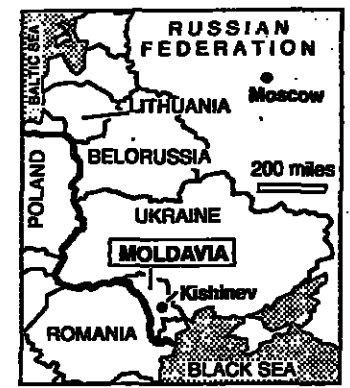 RUSSIAN
FEDERATION
BALTIC SEA
Moscow
LITHUANIA
BELORUSSIA
200 miles
POLAND
UKRAINE
MOLDAVIA
Kishinev
ROMANIA
BLACK SEA